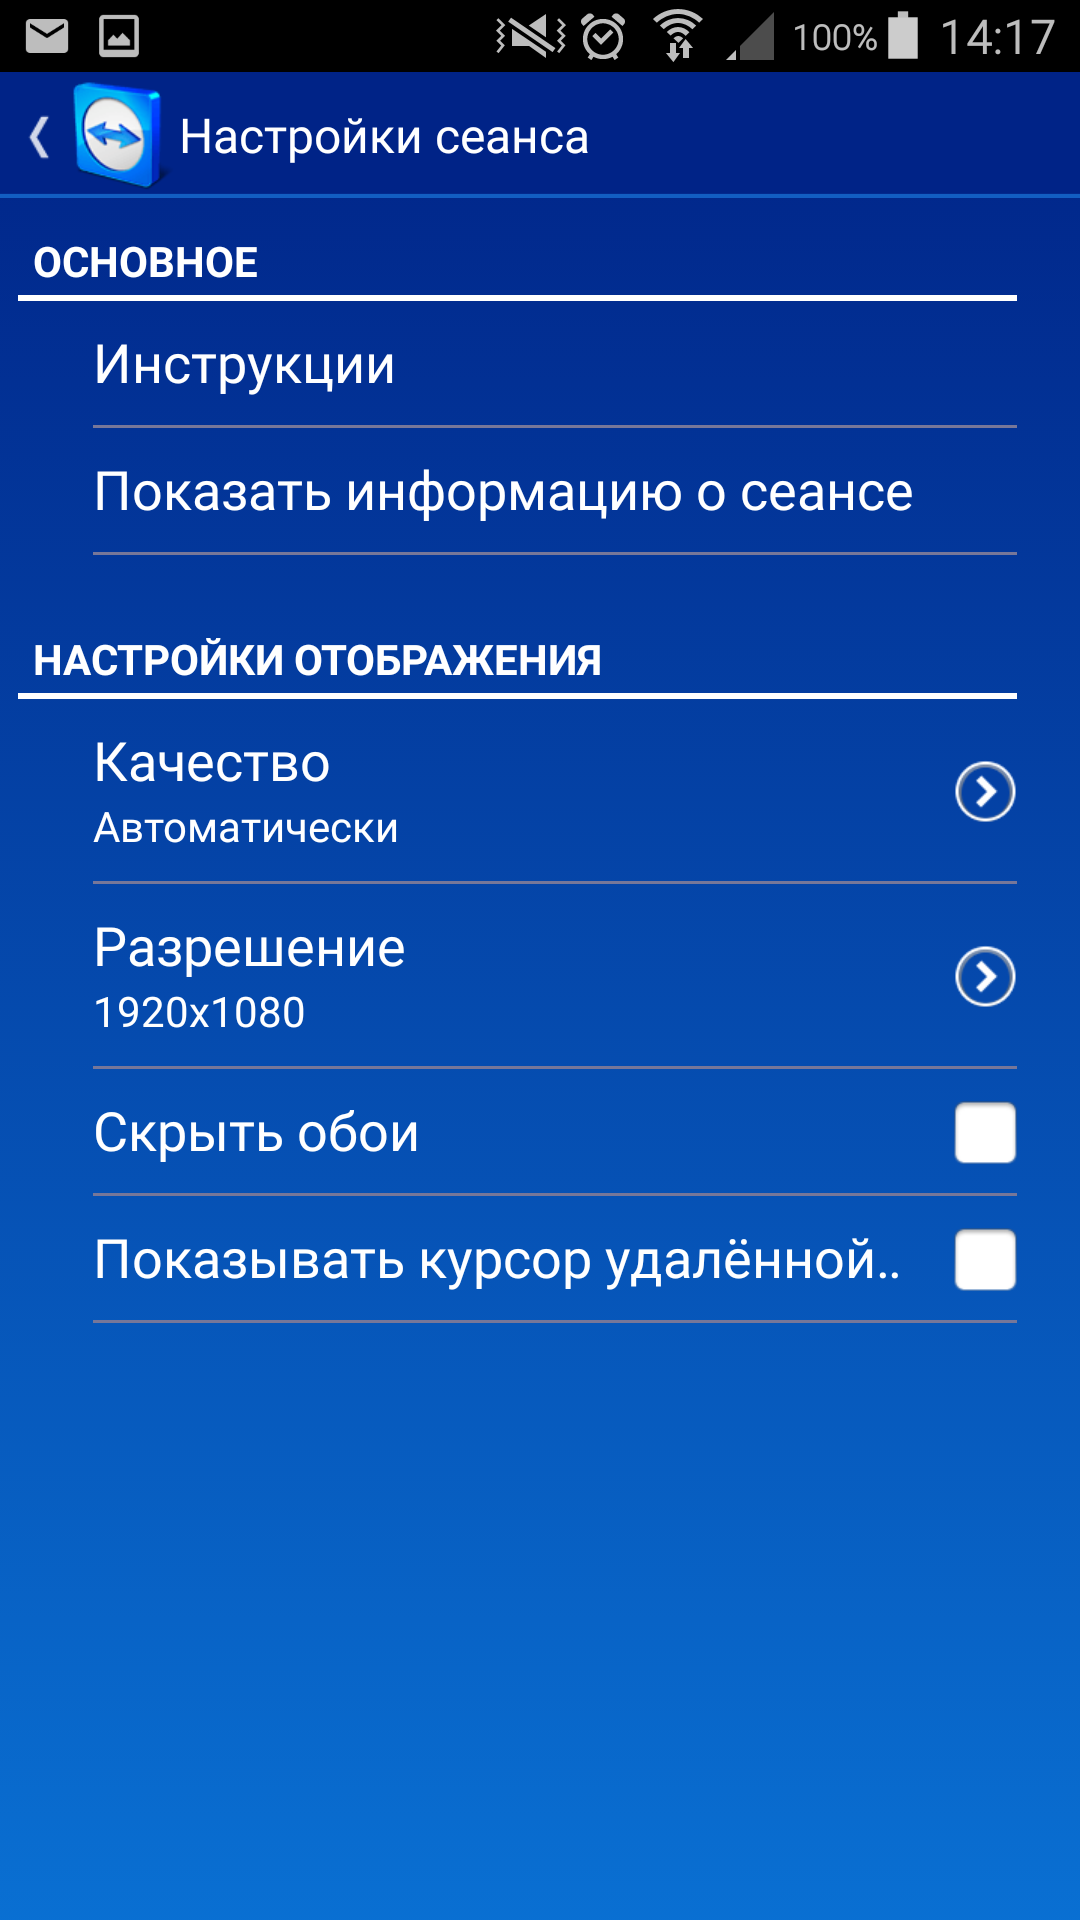 100% 14:17
Настройки сеанса
ОСНОВНОЕ
Инструкции
Показать информацию о сеансе
НАСТРОЙКИ ОТОБРАЖЕНИЯ
Качество
Автоматически
Разрешение
1920x1080
Скрыть обои
Показывать курсор удалённой..